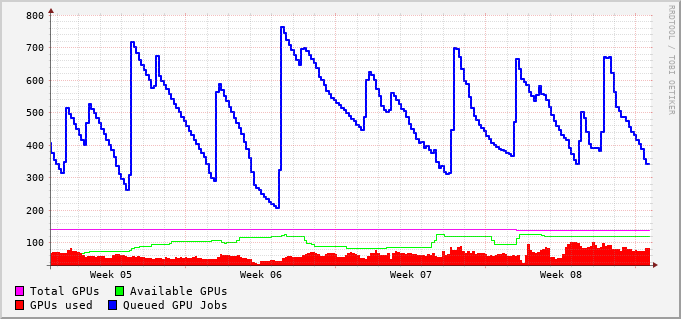 800
700
600
500
400
300
200
100
Week 05 Week 06 Week 07 Week 08
Total GPUs Available GPUs
GPUs used Queued GPU Jobs
RRDTOOL / TOBI OETIKER